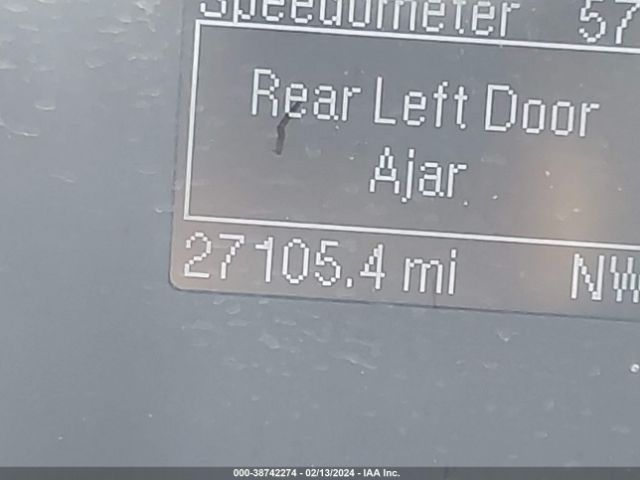 Speedometer 57
Rear Left Door
Ajar
27105.4 mi NW
000-38742274 - 02/13/2024 - IAA Inc.